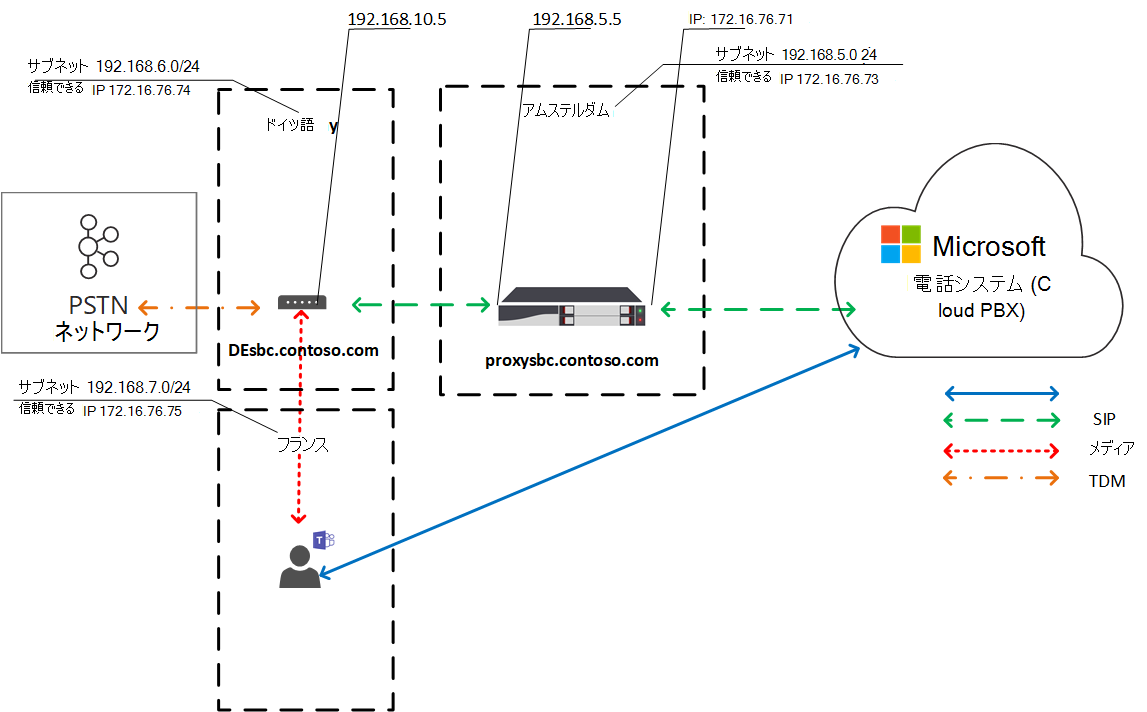 192.168.10.5
192.168.5.5
IP: 172.16.76.71
サブネット 192.168.6.0/24
信頼できる IP 172.16.76.74
サブネット 192.168.5.0 24
信頼できる IP 172.16.76.73
ドイツ語 y
アムステルダム
PSTN
ネットワーク
Microsoft
電話システム (C
loud PBX)
DEsbc.contoso.com
proxysbc.contoso.com
サブネット 192.168.7.0/24
信頼できる IP 172.16.76.75
フランス
T
SIP
メディア
TDM